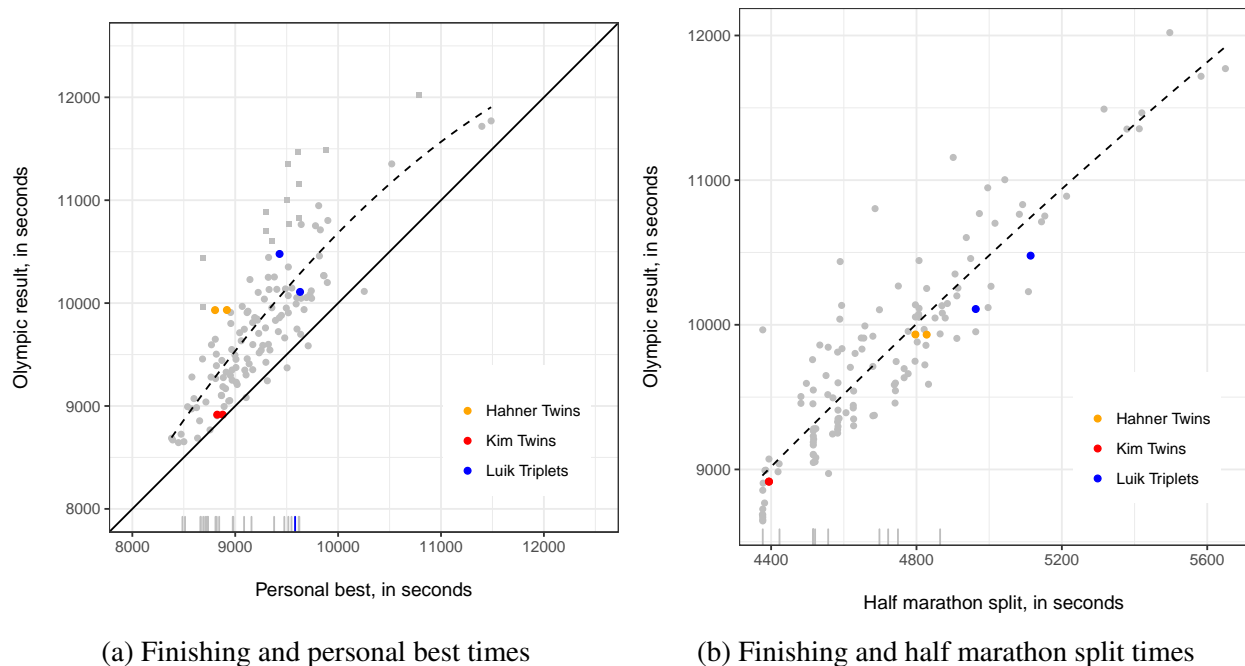 12000
11000
10000
9000
8000
Olympic result, in seconds
Hahner Twins
Kim Twins
Luik Triplets
8000 9000 10000 11000 12000
Personal best, in seconds
(a) Finishing and personal best times
12000
11000
10000
9000
Olympic result, in seconds
Hahner Twins
Kim Twins
Luik Triplets
4400 4800 5200 5600
Half marathon split, in seconds
(b) Finishing and half marathon split times